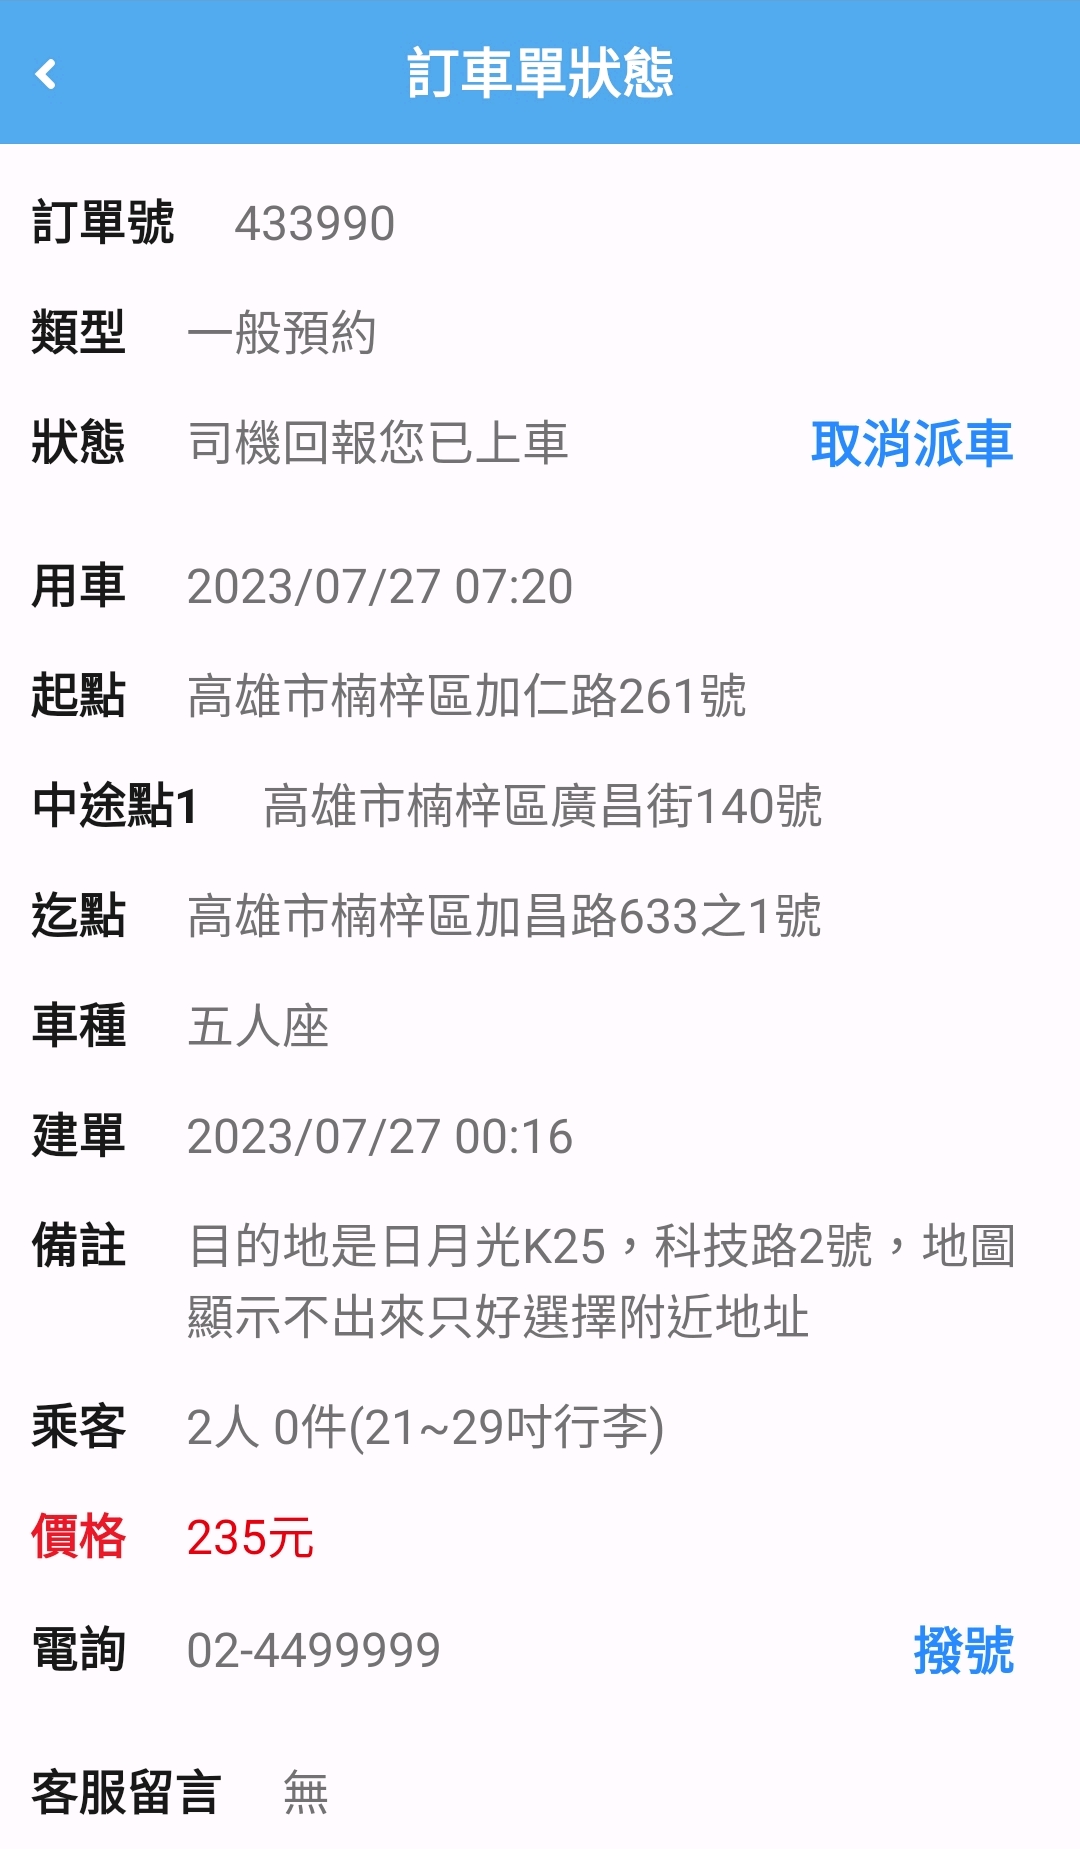 訂車單狀態
訂單號 433990
類型 一般預約
狀態 司機回報您已上車 取消派車
用車 2023/07/27 07:20
起點 高雄市楠梓區加仁路261號
中途點1 高雄市楠梓區廣昌街140號
迄點 高雄市楠梓區加昌路633之1號
車種 五人座
建單 2023/07/27 00:16
備註 目的地是日月光K25，科技路2號，地圖
顯示不出來只好選擇附近地址
乘客 2人 0件(21~29吋行李)
價格 235元
電詢 02-4499999 撥號
客服留言 無